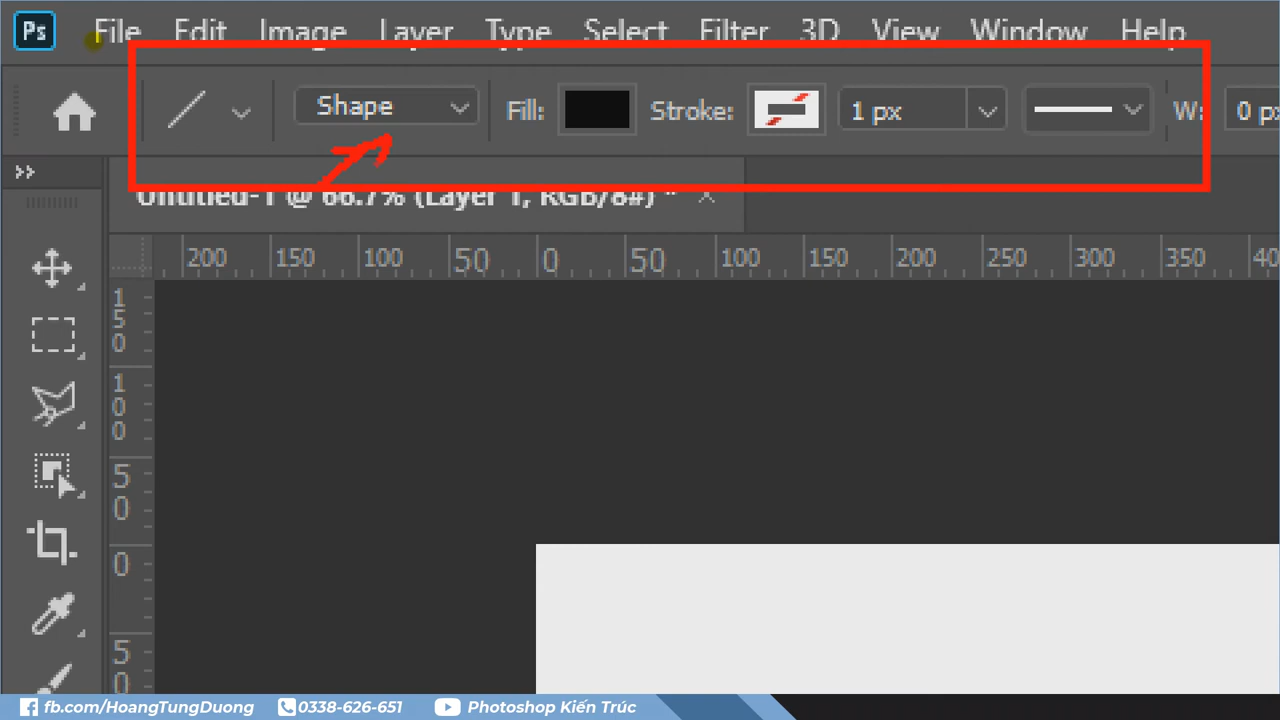 Ps File Edit Image Layer Type Select Filter 3D View Window Help
Shape Fill: Stroke: 1 px W: 0 px
Untitled-1 @ 66.7% (Layer 1, RGB/8#) * ×
200 150 100 50 0 50 100 150 200 250 300 350 40
150
100
50
0
50
fb.com/HoangTungDuong 0338-626-651 Photoshop Kiến Trúc